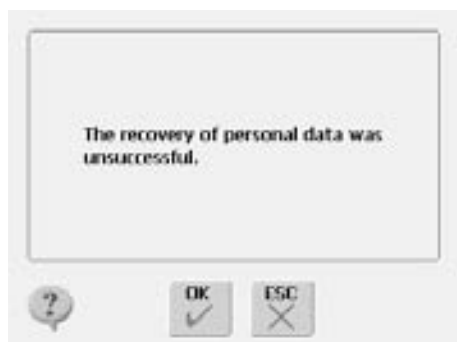 The recovery of personal data was
unsuccessful.
?
OK
ESC